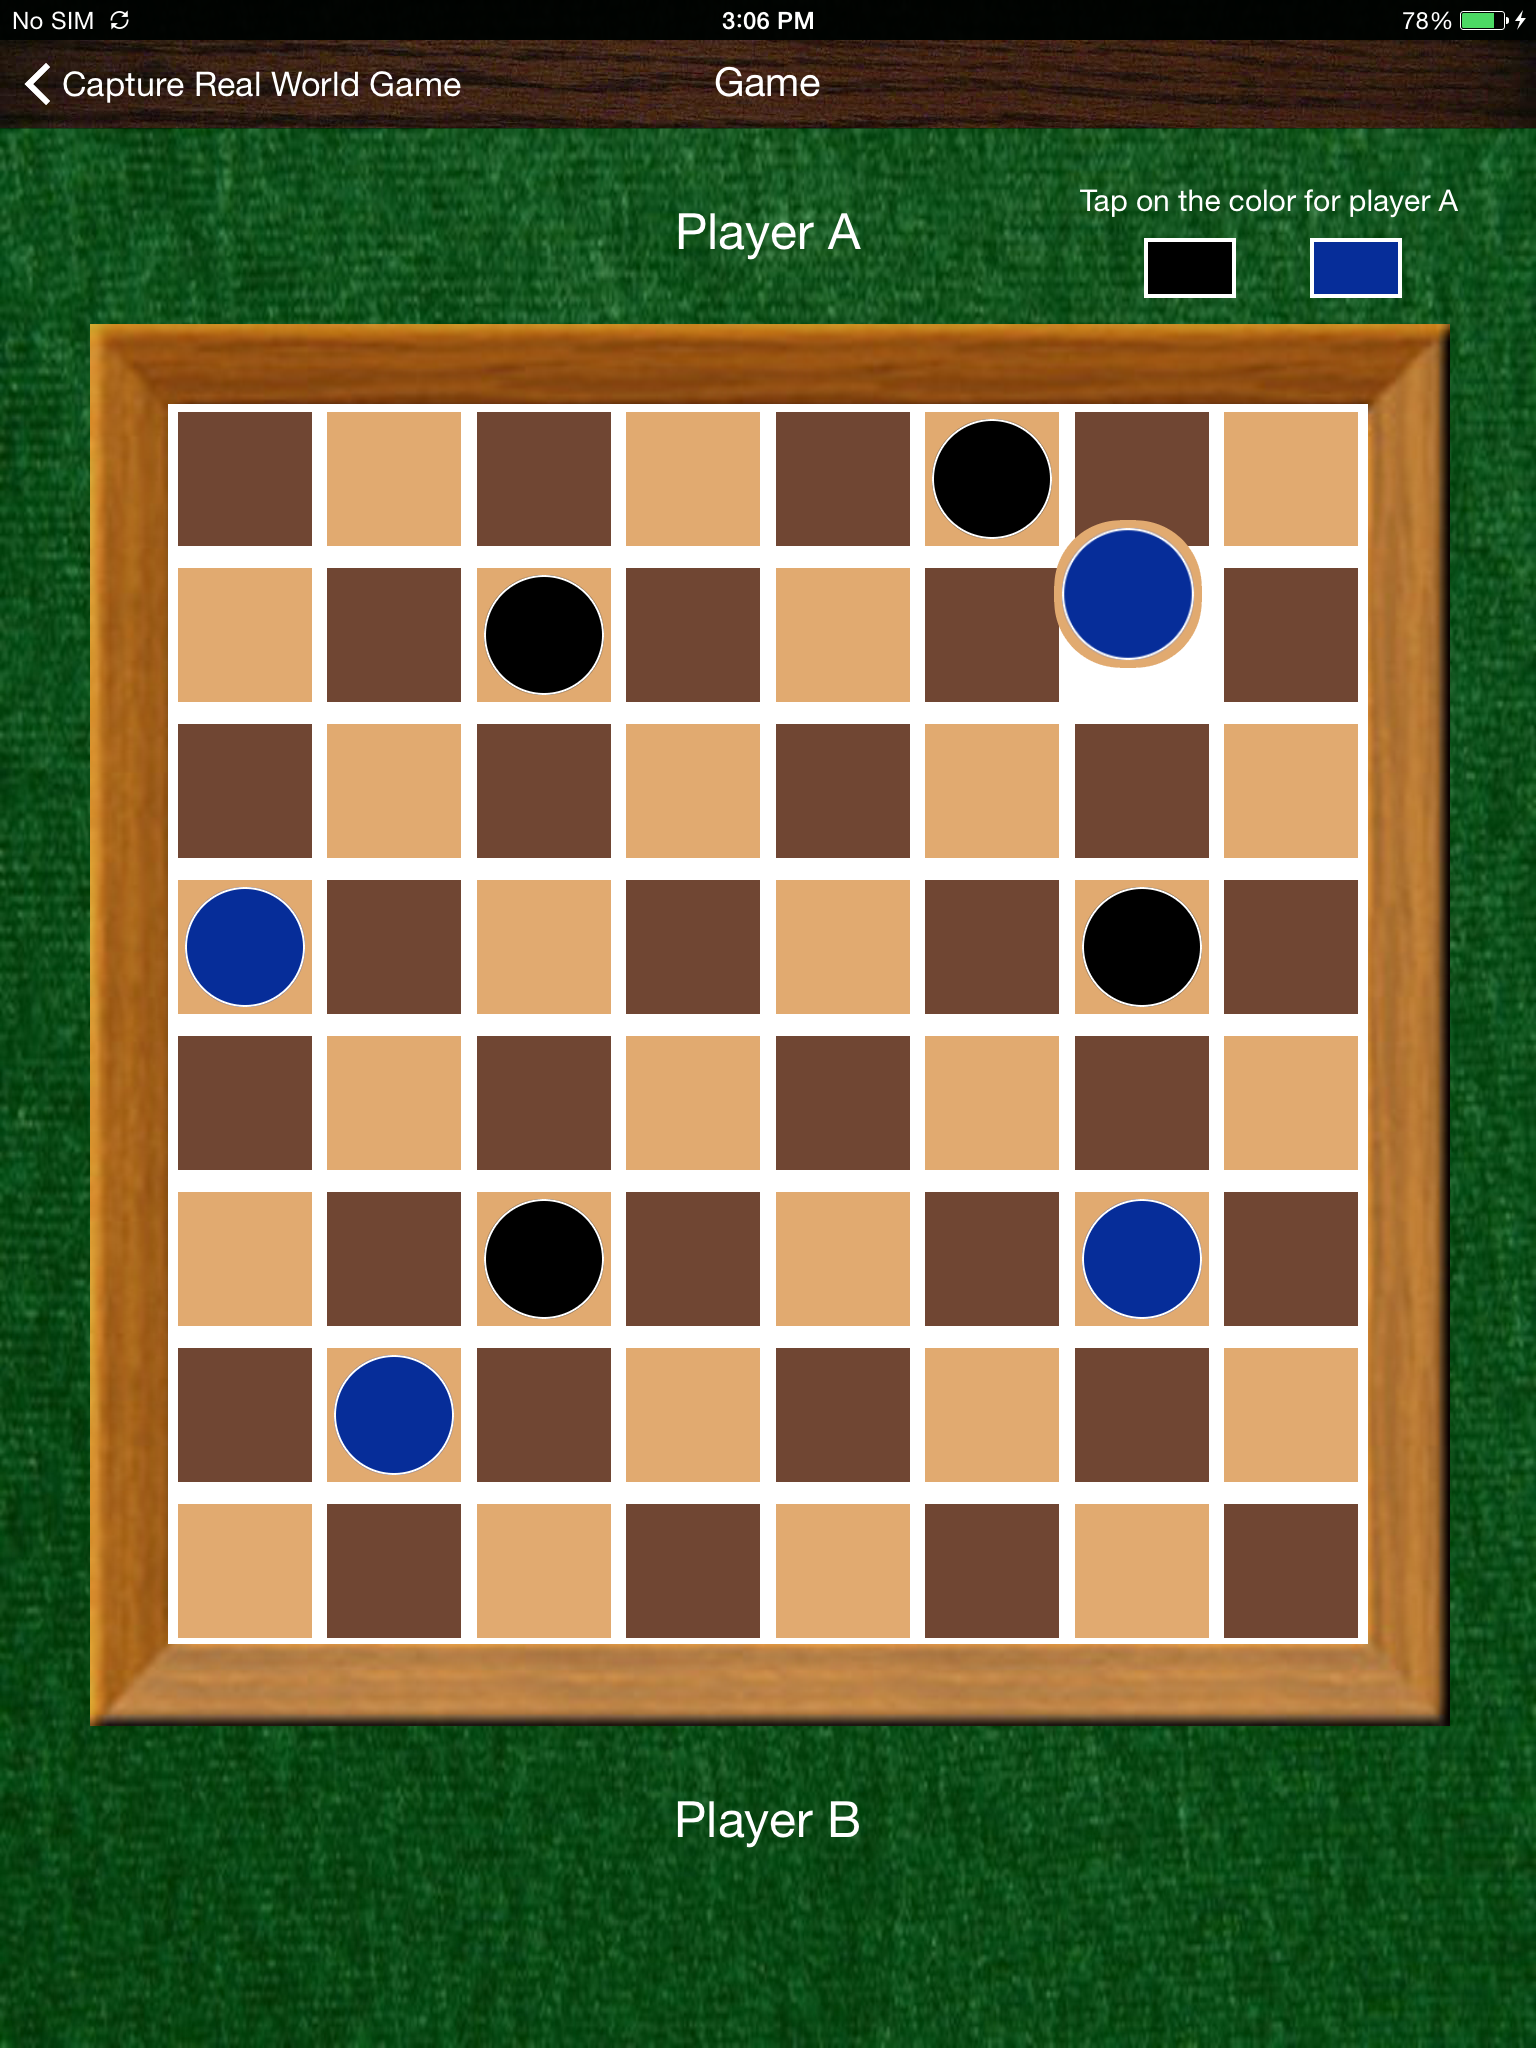 No SIM
3:06 PM
78%
Capture Real World Game
Game
Tap on the color for player A
Player A
Player B